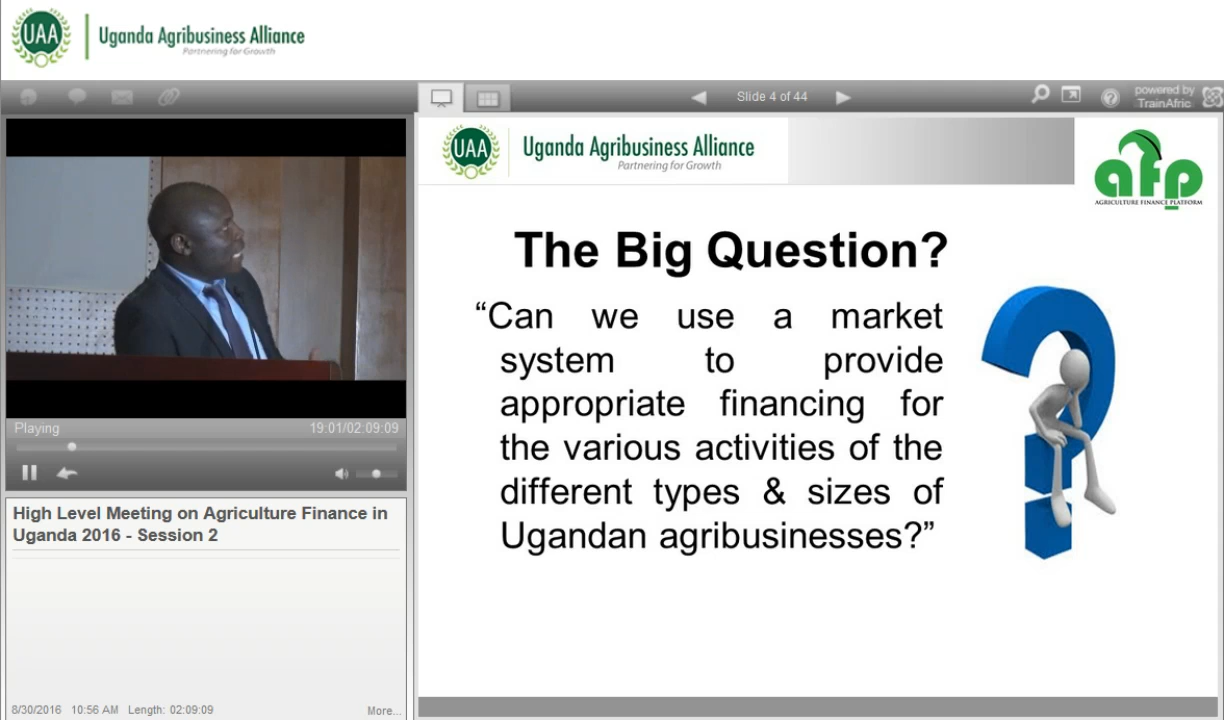 UAA
Uganda Agribusiness Alliance
Partnering for Growth
Slide 4 of 44
powered by
TrainAfric
UAA
Uganda Agribusiness Alliance
Partnering for Growth
afp
AGRICULTURE FINANCE PLATFORM
The Big Question?
“Can we use a market
system to provide
appropriate financing for
the various activities of the
different types & sizes of
Ugandan agribusinesses?”
Playing
19:01/02:09:09
High Level Meeting on Agriculture Finance in
Uganda 2016 - Session 2
8/30/2016 10:56 AM Length: 02:09:09
More...